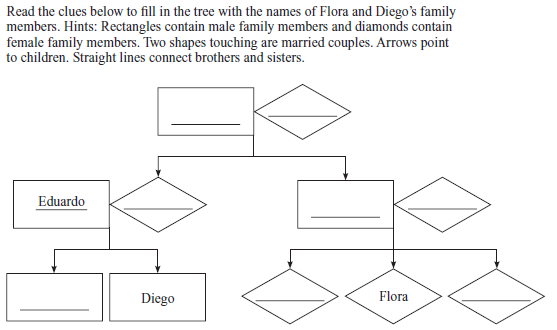 Read the clues below to fill in the tree with the names of Flora and Diego's family
members. Hints: Rectangles contain male family members and diamonds contain
female family members. Two shapes touching are married couples. Arrows point
to children. Straight lines connect brothers and sisters.
Eduardo
Diego
Flora